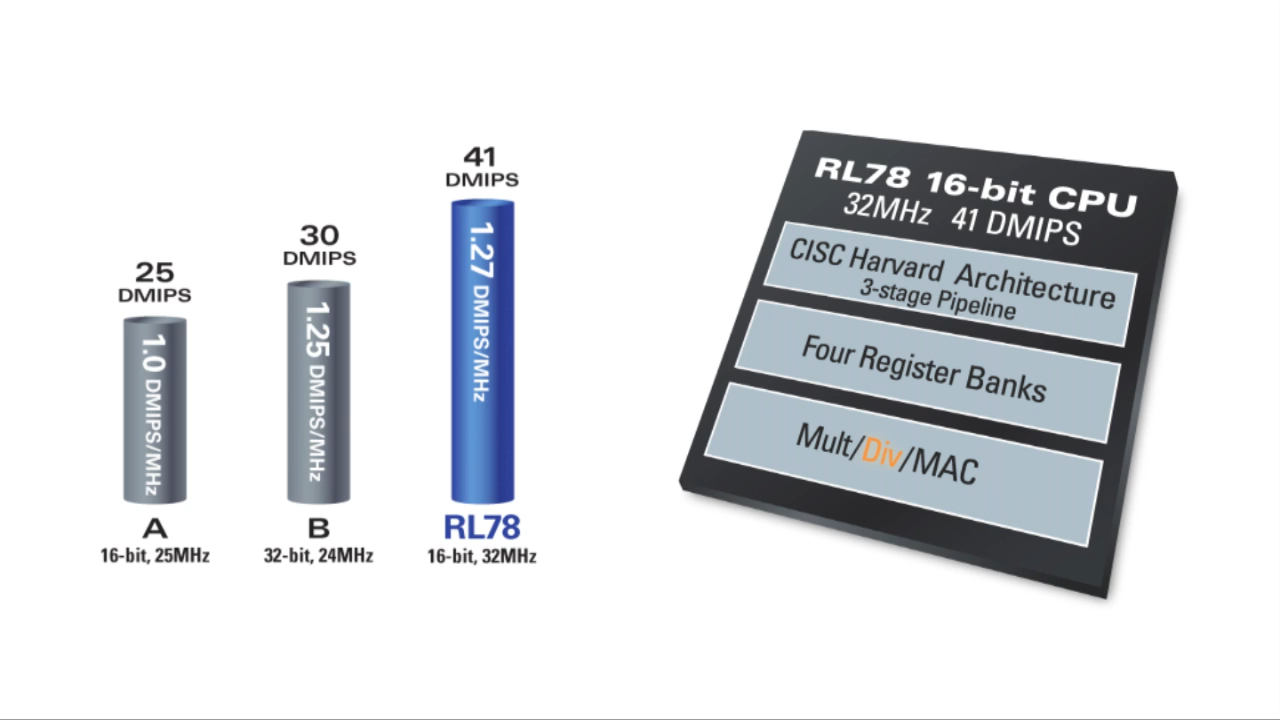 25
DMIPS
1.0 DMIPS/MHz
A
16-bit, 25MHz
30
DMIPS
1.25 DMIPS/MHz
B
32-bit, 24MHz
41
DMIPS
1.27 DMIPS/MHz
RL78
16-bit, 32MHz
RL78 16-bit CPU
32MHz 41 DMIPS
CISC Harvard Architecture
3-stage Pipeline
Four Register Banks
Mult/Div/MAC